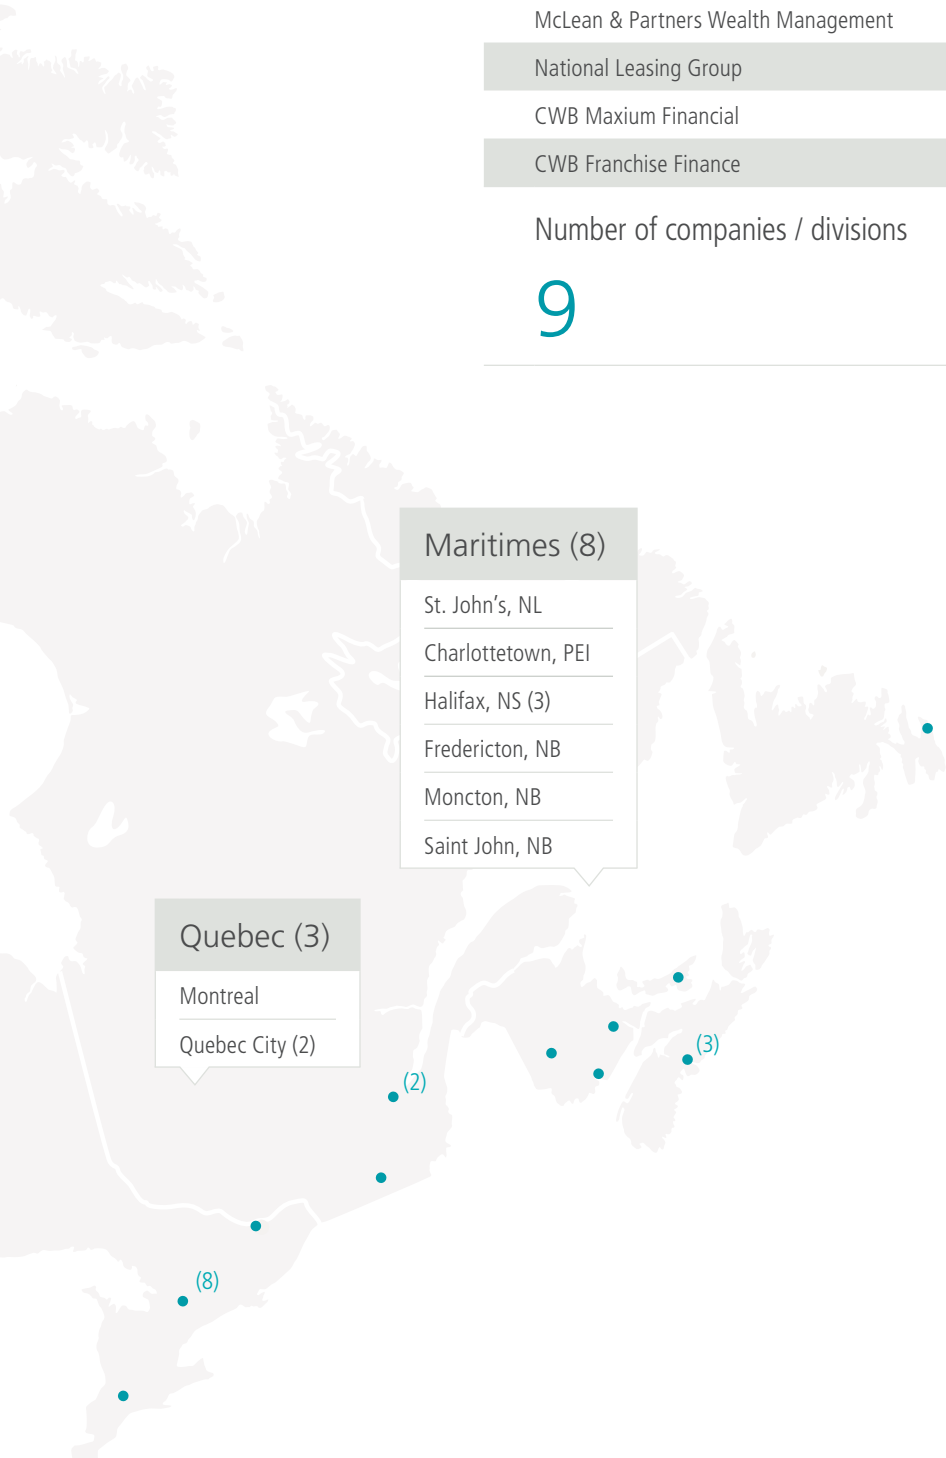 McLean & Partners Wealth Management
National Leasing Group
CWB Maxium Financial
CWB Franchise Finance
Number of companies / divisions
9
Maritimes (8)
St. John’s, NL
Charlottetown, PEI
Halifax, NS (3)
Fredericton, NB
Moncton, NB
Saint John, NB
Quebec (3)
Montreal
Quebec City (2)
(3)
(2)
(8)